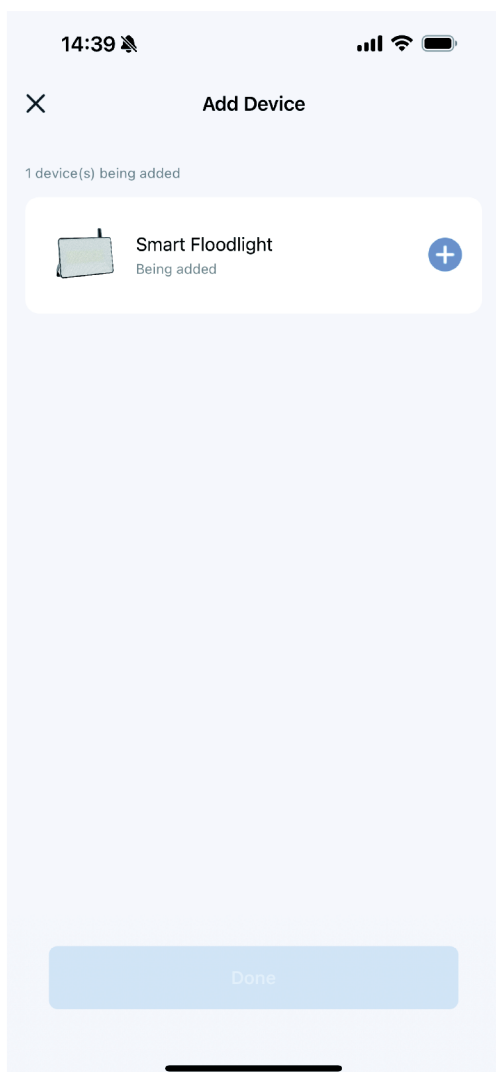 14:39
Add Device
1 device(s) being added
Smart Floodlight
Being added
Done